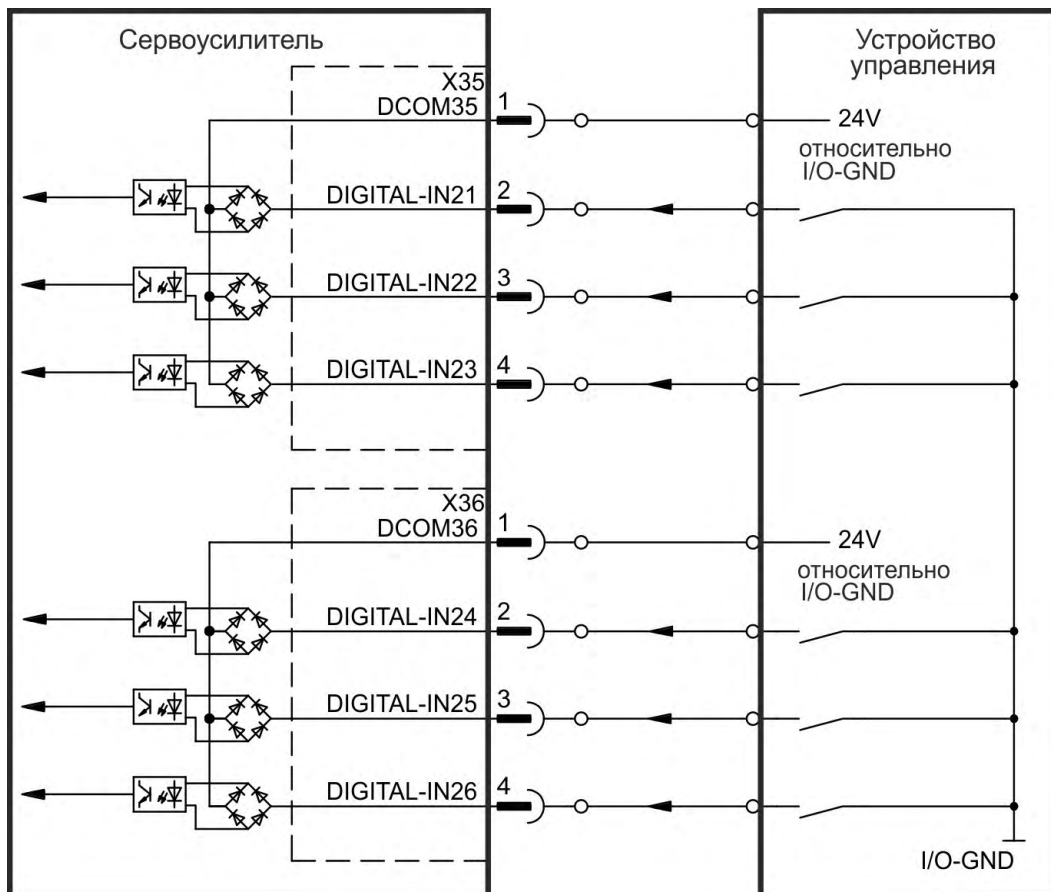 Сервоусилитель
Устройство
управления
X35
DCOM35
1
24V
относительно
I/O-GND
DIGITAL-IN21
2
DIGITAL-IN22
3
DIGITAL-IN23
4
X36
DCOM36
1
24V
относительно
I/O-GND
DIGITAL-IN24
2
DIGITAL-IN25
3
DIGITAL-IN26
4
I/O-GND